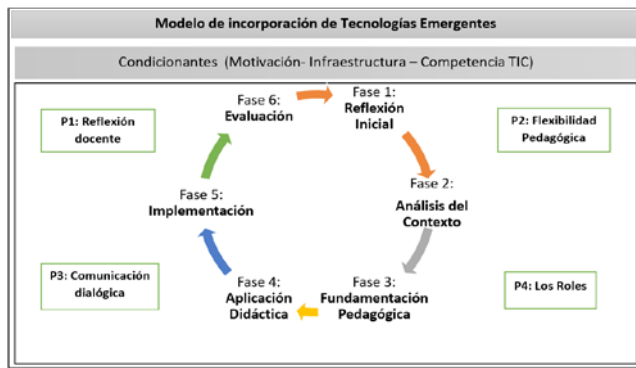 Modelo de incorporación de Tecnologías Emergentes
Condicionantes (Motivación- Infraestructura – Competencia TIC)
Fase 6:
Evaluación
Fase 1:
Reflexión
Inicial
P1: Reflexión
docente
P2: Flexibilidad
Pedagógica
Fase 5:
Implementación
Fase 2:
Análisis del
Contexto
P3: Comunicación
dialógica
Fase 4:
Aplicación
Didáctica
Fase 3:
Fundamentación
Pedagógica
P4: Los Roles